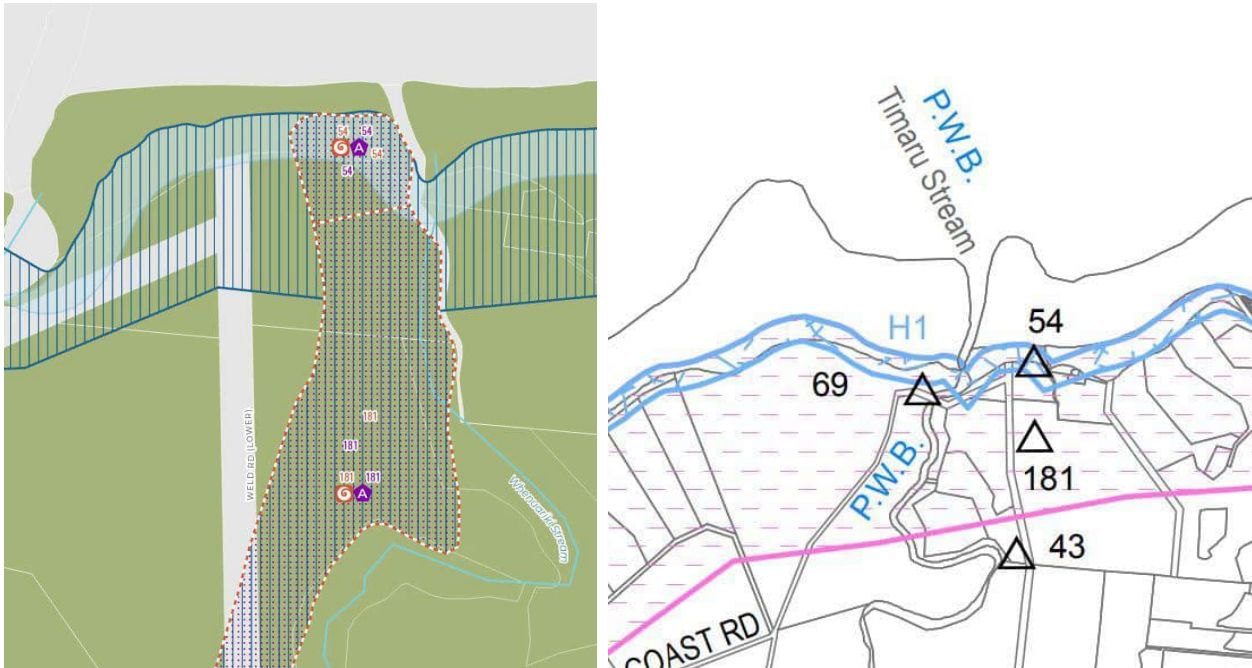 54
54
A
54
54
181
181
181
181
A
WELD RD (LOWER)
Whenuariki Stream
P.W.B.
Timaru Stream
H1
54
69
181
P.W.B.
43
COAST RD